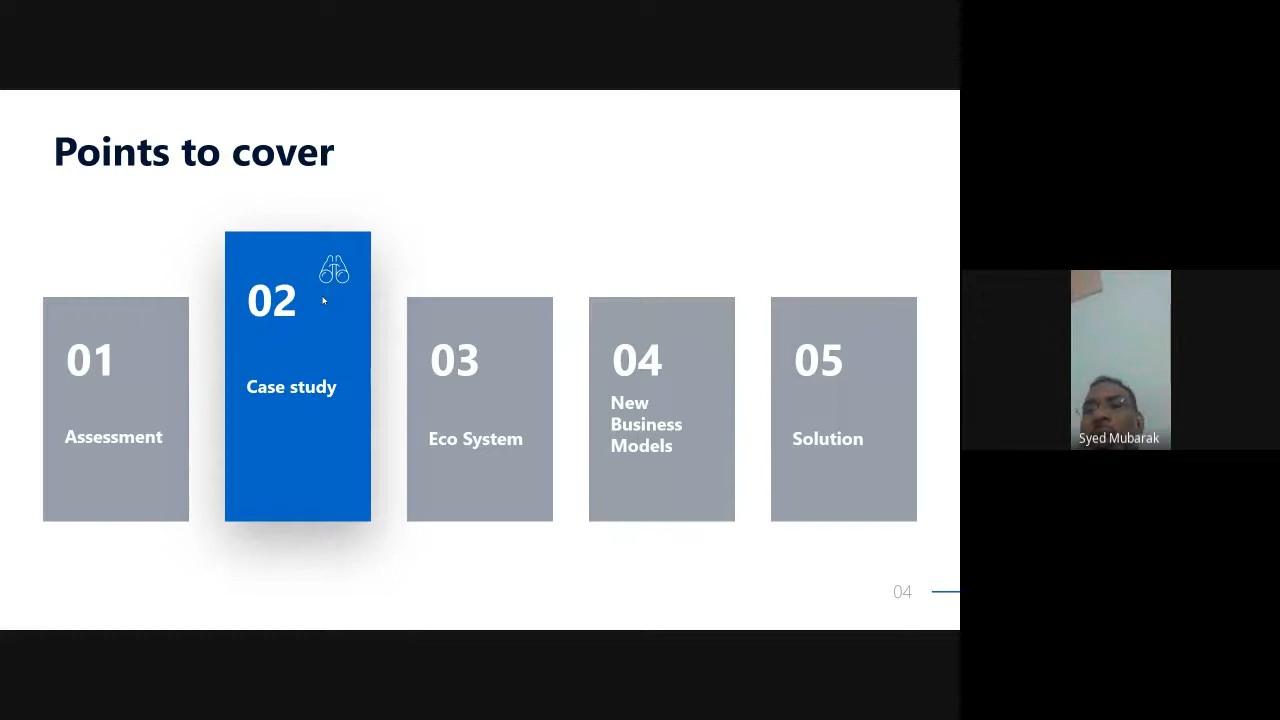 Points to cover
01
Assessment
02
Case study
03
Eco System
04
New
Business
Models
05
Solution
04
Syed Mubarak